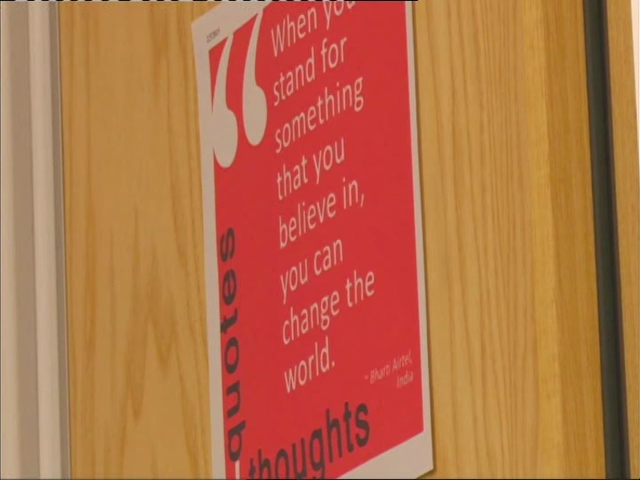 When you
stand for
something
that you
believe in,
you can
change the
world.
~ Bharti Airtel,
India
quotes
thoughts